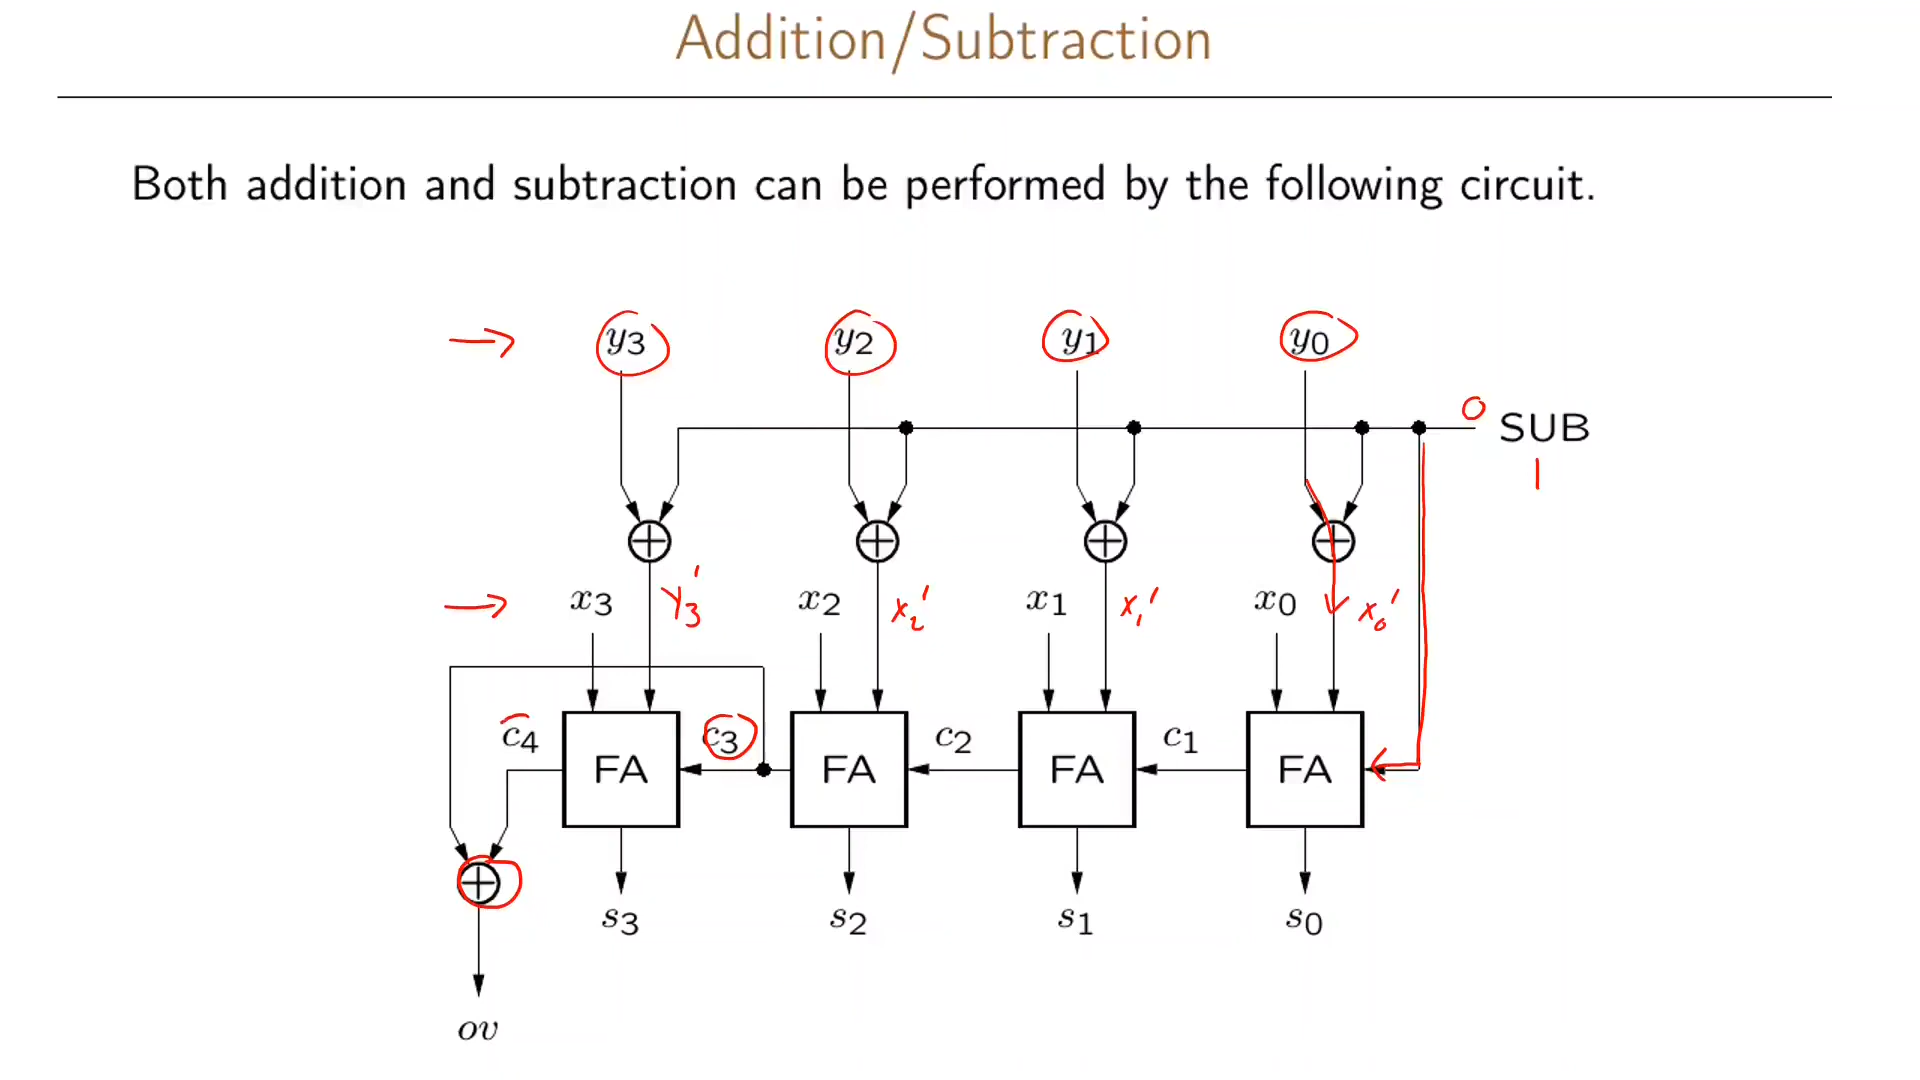 Addition/Subtraction
Both addition and subtraction can be performed by the following circuit.
y3 y2 y1 y0
0 SUB
1
x3 Y3' x2 x2' x1 x1' x0 x0'
c4 FA c3 FA c2 FA c1 FA
s3 s2 s1 s0
ov